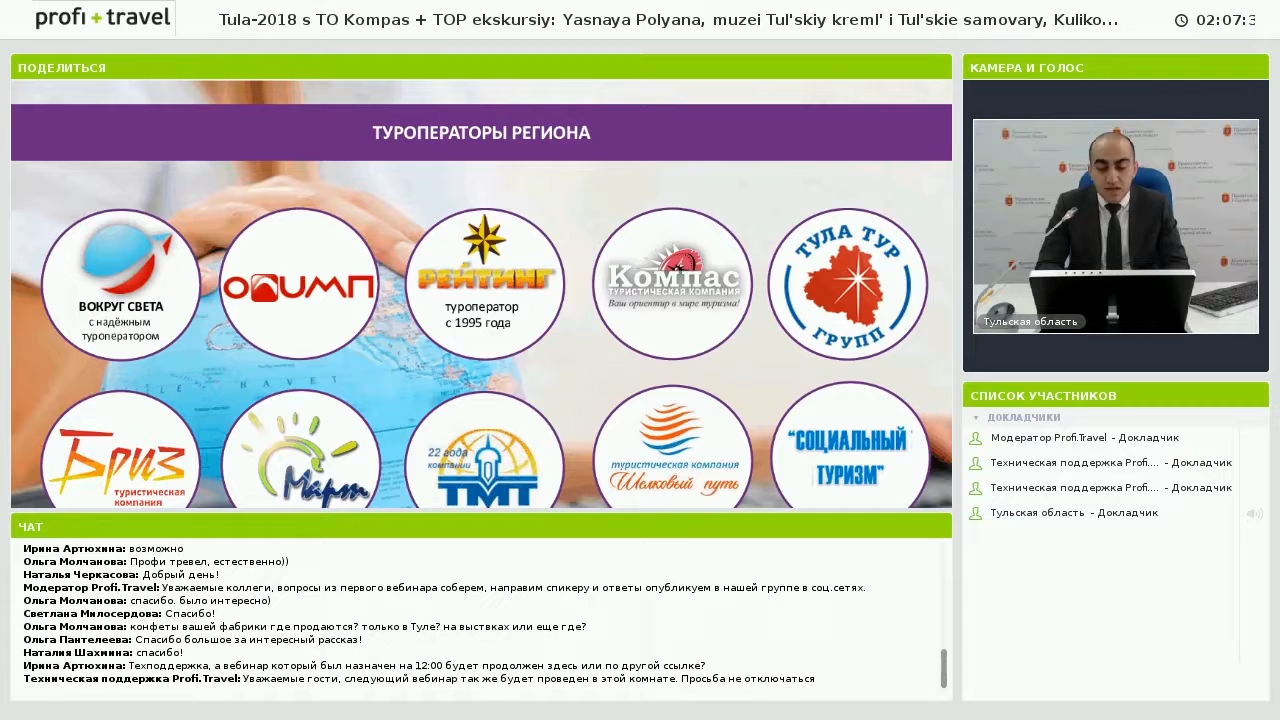 profi + travel
Tula-2018 s TO Kompas + TOP ekskursiy: Yasnaya Polyana, muzei Tul'skiy kreml' i Tul'skie samovary, Kuliko...
02:07:3
ПОДЕЛИТЬСЯ
ТУРОПЕРАТОРЫ РЕГИОНА
ВОКРУГ СВЕТА
с надёжным
туроператором
ОЛИМП
РЕЙТИНГ
туроператор
с 1995 года
Компас
ТУРИСТИЧЕСКАЯ КОМПАНИЯ
Ваш ориентир в мире туризма!
ТУЛА ТУР
ГРУПП
TRAVEL
Бриз
туристическая
компания
Март
22 года
компании
ТМТ
туристическая компания
Шелковый путь
"СОЦИАЛЬНЫЙ
ТУРИЗМ"
КАМЕРА И ГОЛОС
Тульская область
СПИСОК УЧАСТНИКОВ
ДОКЛАДЧИКИ
Модератор Profi.Travel - Докладчик
Техническая поддержка Profi.... - Докладчик
Техническая поддержка Profi.... - Докладчик
Тульская область - Докладчик
ЧАТ
Ирина Артюхина: возможно
Ольга Молчанова: Профи тревел, естественно))
Наталья Черкасова: Добрый день!
Модератор Profi.Travel: Уважаемые коллеги, вопросы из первого вебинара соберем, направим спикеру и ответы опубликуем в нашей группе в соц.сетях.
Ольга Молчанова: спасибо. было интересно)
Светлана Милосердова: Спасибо!
Ольга Молчанова: конфеты вашей фабрики где продаются? только в Туле? на выствках или еще где?
Ольга Пантелеева: Спасибо большое за интересный рассказ!
Наталия Шахнина: спасибо!
Ирина Артюхина: Техподдержка, а вебинар который был назначен на 12:00 будет продолжен здесь или по другой ссылке?
Техническая поддержка Profi.Travel: Уважаемые гости, следующий вебинар так же будет проведен в этой комнате. Просьба не отключаться